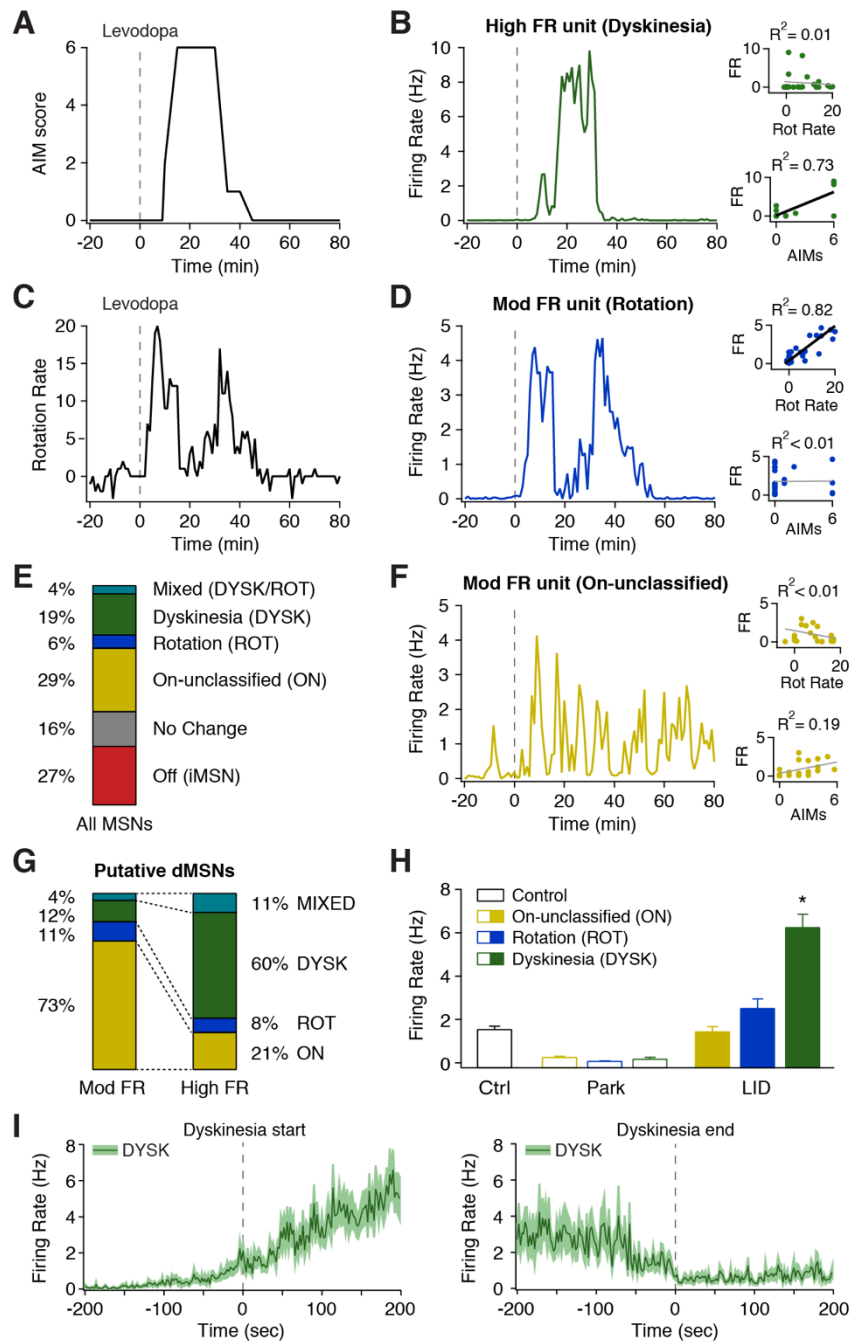 A
Levodopa
AIM score
6
4
2
0
-20 0 20 40 60 80
Time (min)
B
High FR unit (Dyskinesia)
Firing Rate (Hz)
10
8
6
4
2
0
-20 0 20 40 60 80
Time (min)
R2= 0.01
FR
10
5
0
0 20
Rot Rate
R2= 0.73
FR
10
0
0 6
AIMs
C
Levodopa
Rotation Rate
20
15
10
5
0
-20 0 20 40 60 80
Time (min)
D
Mod FR unit (Rotation)
Firing Rate (Hz)
5
4
3
2
1
0
-20 0 20 40 60 80
Time (min)
R2= 0.82
FR
5
0
0 20
Rot Rate
R2< 0.01
FR
5
0
0 6
AIMs
E
4% Mixed (DYSK/ROT)
19% Dyskinesia (DYSK)
6% Rotation (ROT)
29% On-unclassified (ON)
16% No Change
27% Off (iMSN)
All MSNs
F
Mod FR unit (On-unclassified)
Firing Rate (Hz)
5
4
3
2
1
0
-20 0 20 40 60 80
Time (min)
R2< 0.01
FR
5
0
0 20
Rot Rate
R2= 0.19
FR
5
0
0 6
AIMs
G
Putative dMSNs
4%
12%
11%
73%
11% MIXED
60% DYSK
8% ROT
21% ON
Mod FR High FR
H
Firing Rate (Hz)
8
6
4
2
0
Control
On-unclassified (ON)
Rotation (ROT)
Dyskinesia (DYSK)
*
Ctrl Park LID
I
Dyskinesia start
DYSK
Firing Rate (Hz)
8
6
4
2
0
-200 -100 0 100 200
Time (sec)
Dyskinesia end
DYSK
Firing Rate (Hz)
8
6
4
2
0
-200 -100 0 100 200
Time (sec)